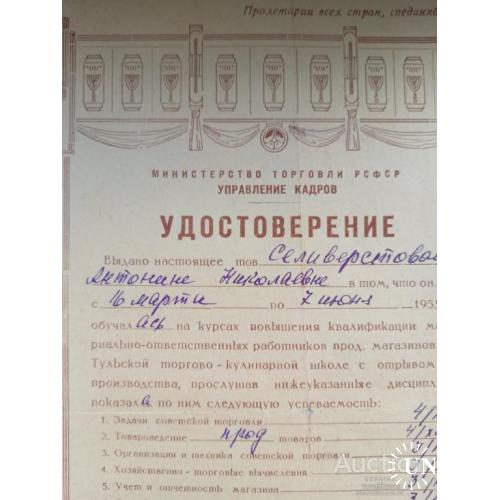 Пролетарии всех стран, соединяй
МИНИСТЕРСТВО ТОРГОВЛИ РСФСР
УПРАВЛЕНИЕ КАДРОВ
УДОСТОВЕРЕНИЕ
Выдано настоящее тов. Селиверстовой
Антонине Николаевне в том, что он
с 16 марта по 7 июня 195
обучалась на курсах повышения квалификации ма
риально-ответственных работников прод. магазинов
Тульской торгово-кулинарной школе с отрывом
производства, прослушав нижеуказанные дисципл
показала по ним следующую успеваемость:
1. Задачи советской торговли
2. Товароведение прод товаров
3. Организация и техника советской торговли
4. Хозяйственно-торговые вычисления
5. Учет и отчетность магазина